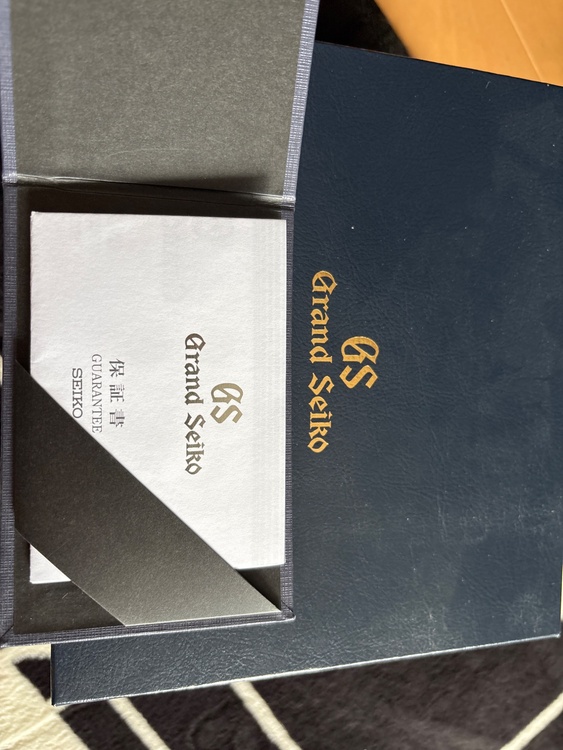 GS
Grand Seiko
保証書
GUARANTEE
SEIKO
GS
Grand Seiko